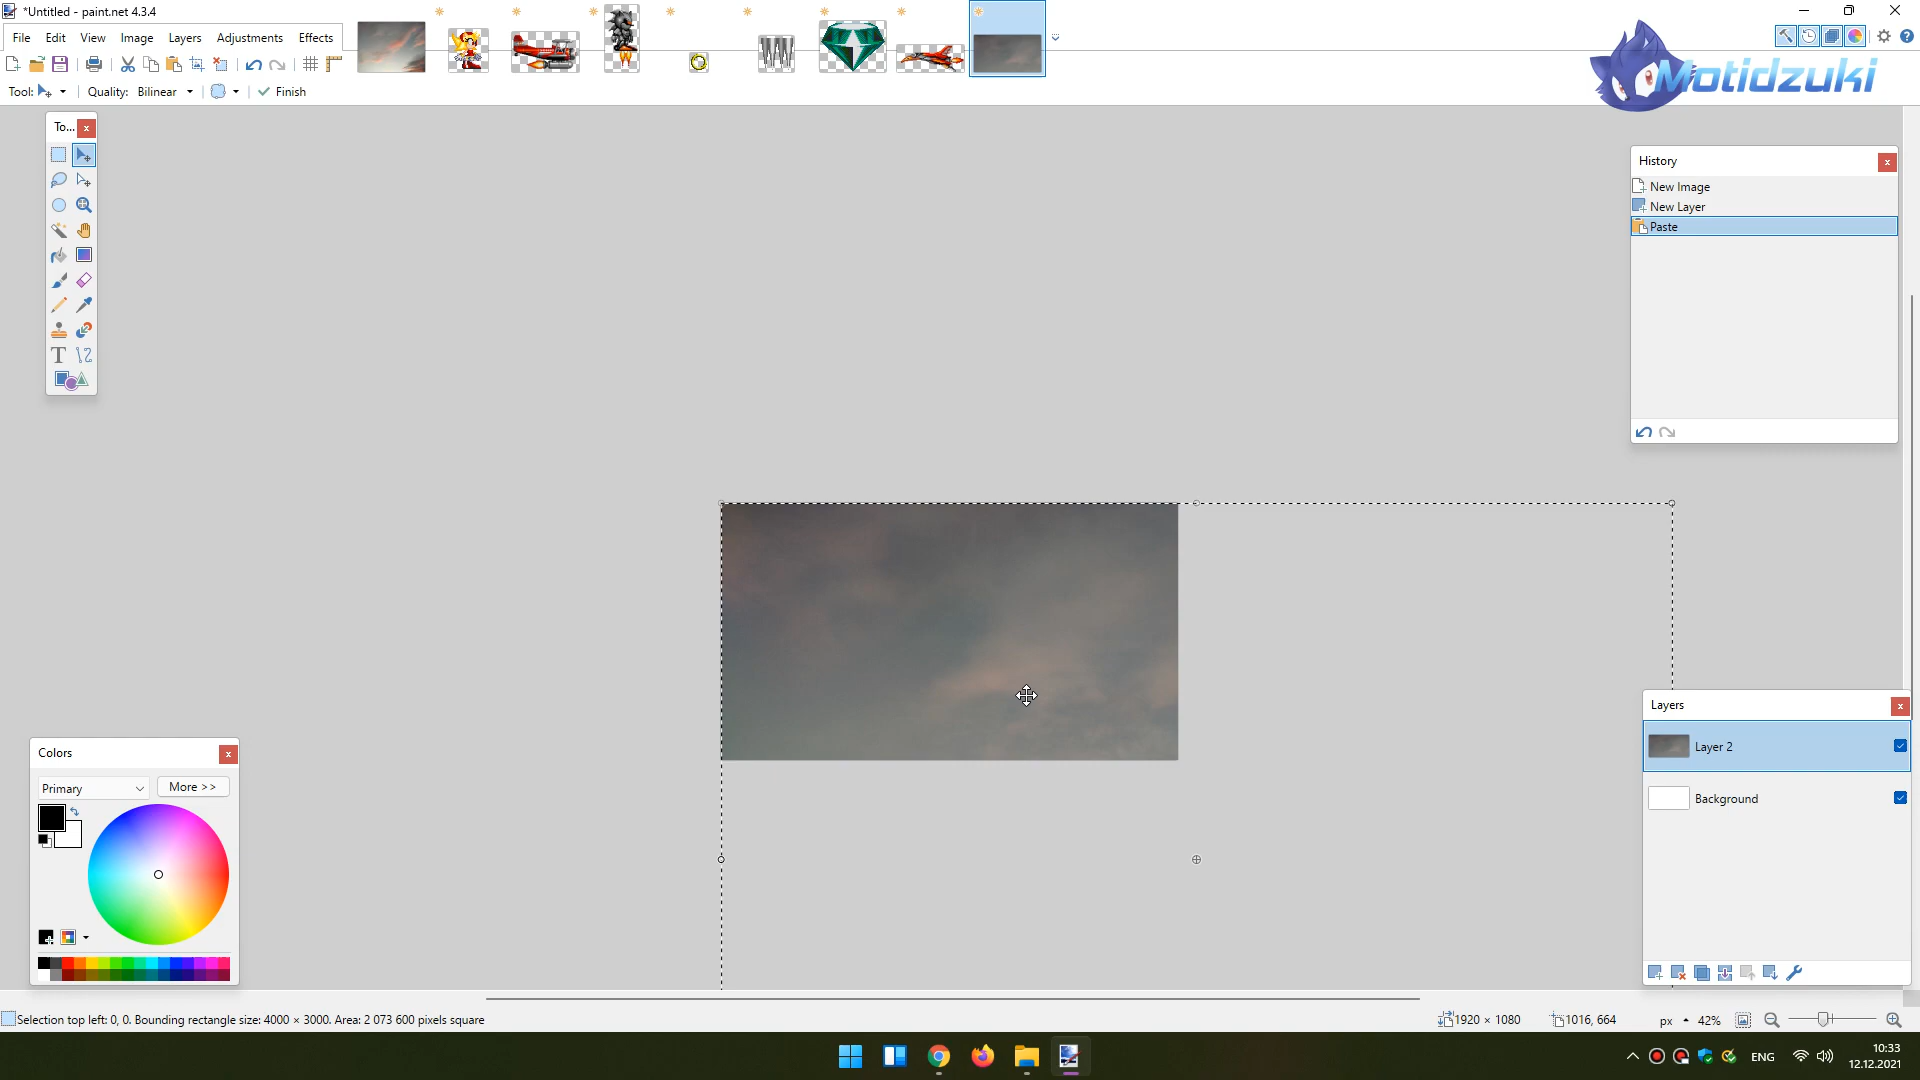 *Untitled - paint.net 4.3.4
File Edit View Image Layers Adjustments Effects
Tool: Quality: Bilinear Finish
Motidzuki
To...
History
New Image
New Layer
Paste
Layers
Layer 2
Background
Colors
Primary More >>
Selection top left: 0, 0. Bounding rectangle size: 4000 × 3000. Area: 2 073 600 pixels square 1920 × 1080 1016, 664 px 42%
ENG 10:33
12.12.2021